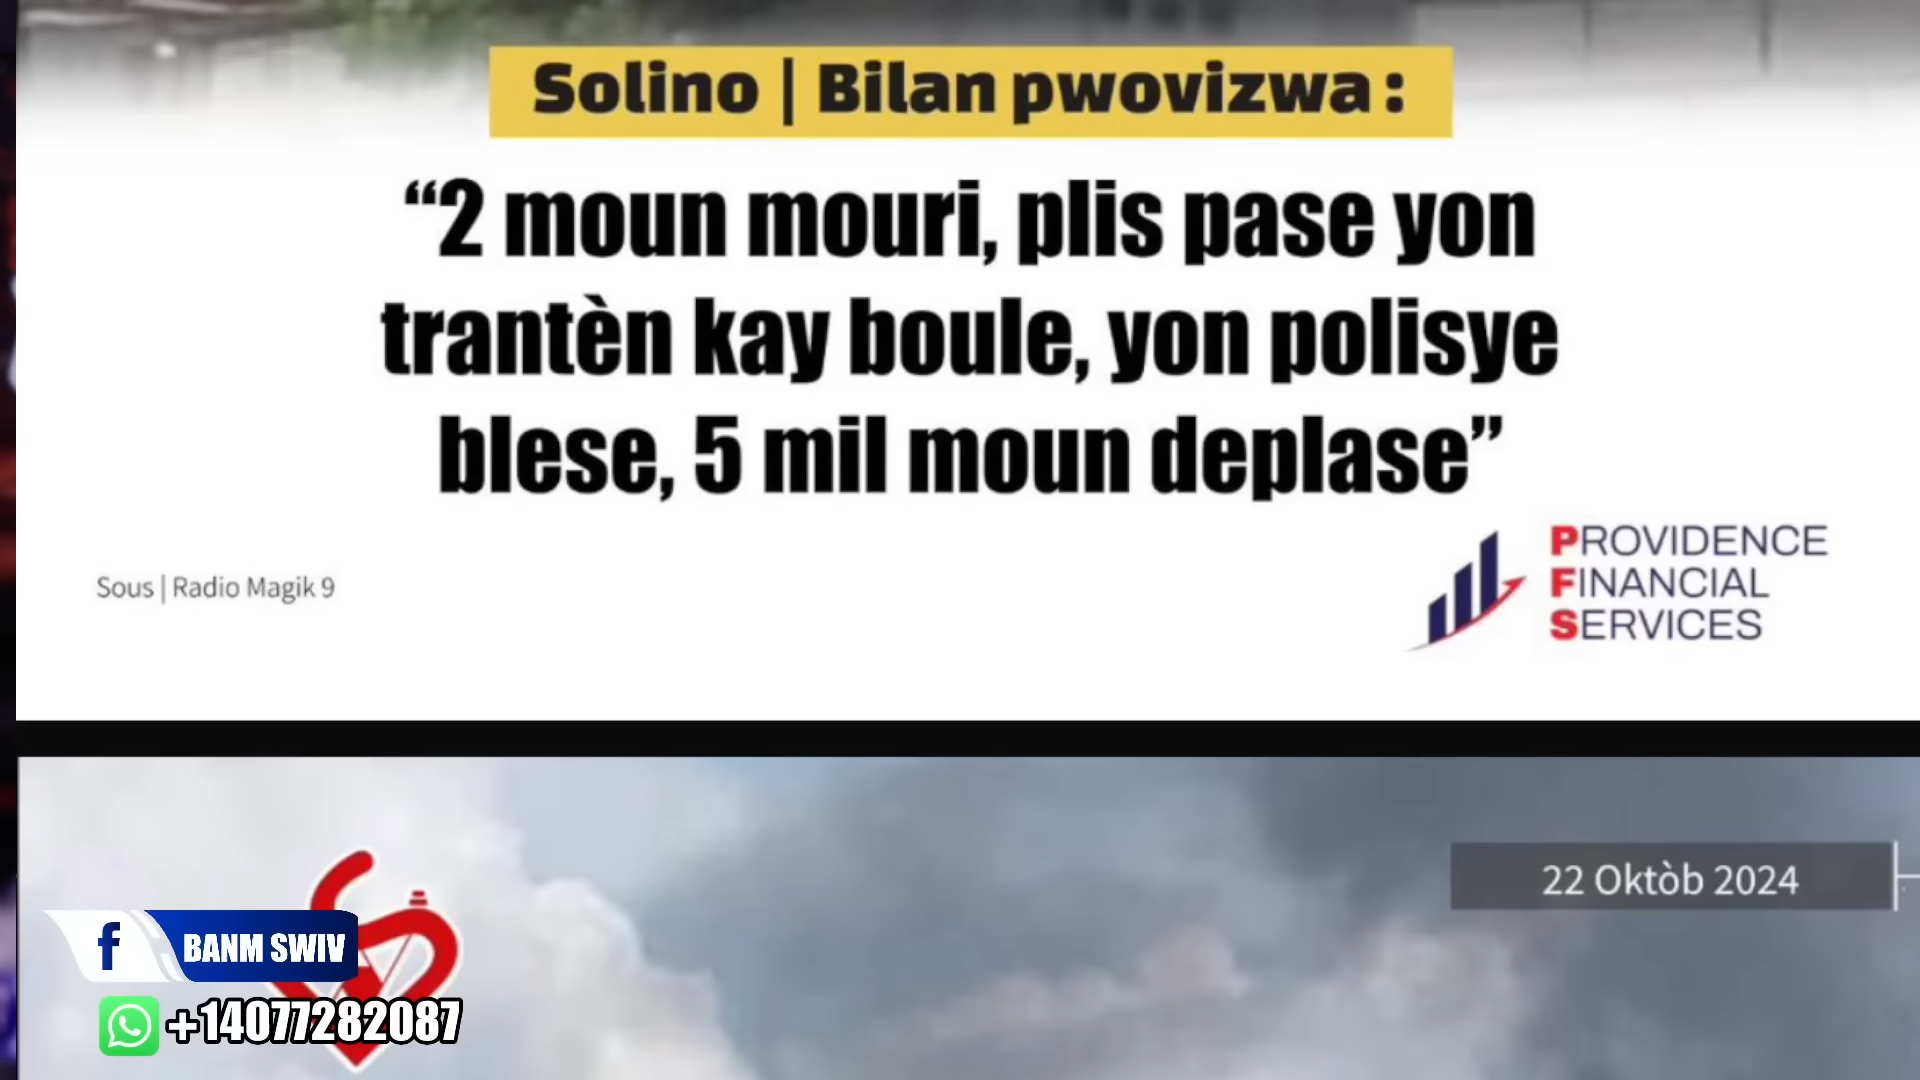 Solino | Bilan pwovizwa :
“2 moun mouri, plis pase yon
trantèn kay boule, yon polisye
blese, 5 mil moun deplase”
Sous | Radio Magik 9
PROVIDENCE
FINANCIAL
SERVICES
22 Oktòb 2024
f BANM SWIV
+14077282087